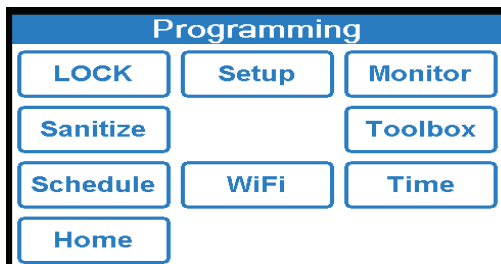 Programming
LOCK Setup Monitor
Sanitize Toolbox
Schedule WiFi Time
Home